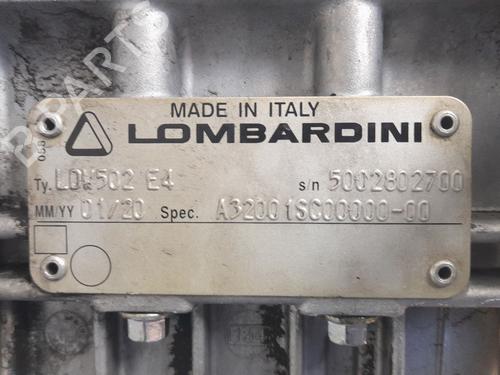 MADE IN ITALY
LOMBARDINI
Ty. LDW502 E4 s/n 5002802700
MM/YY 01/20 Spec. A32001SC00000-00